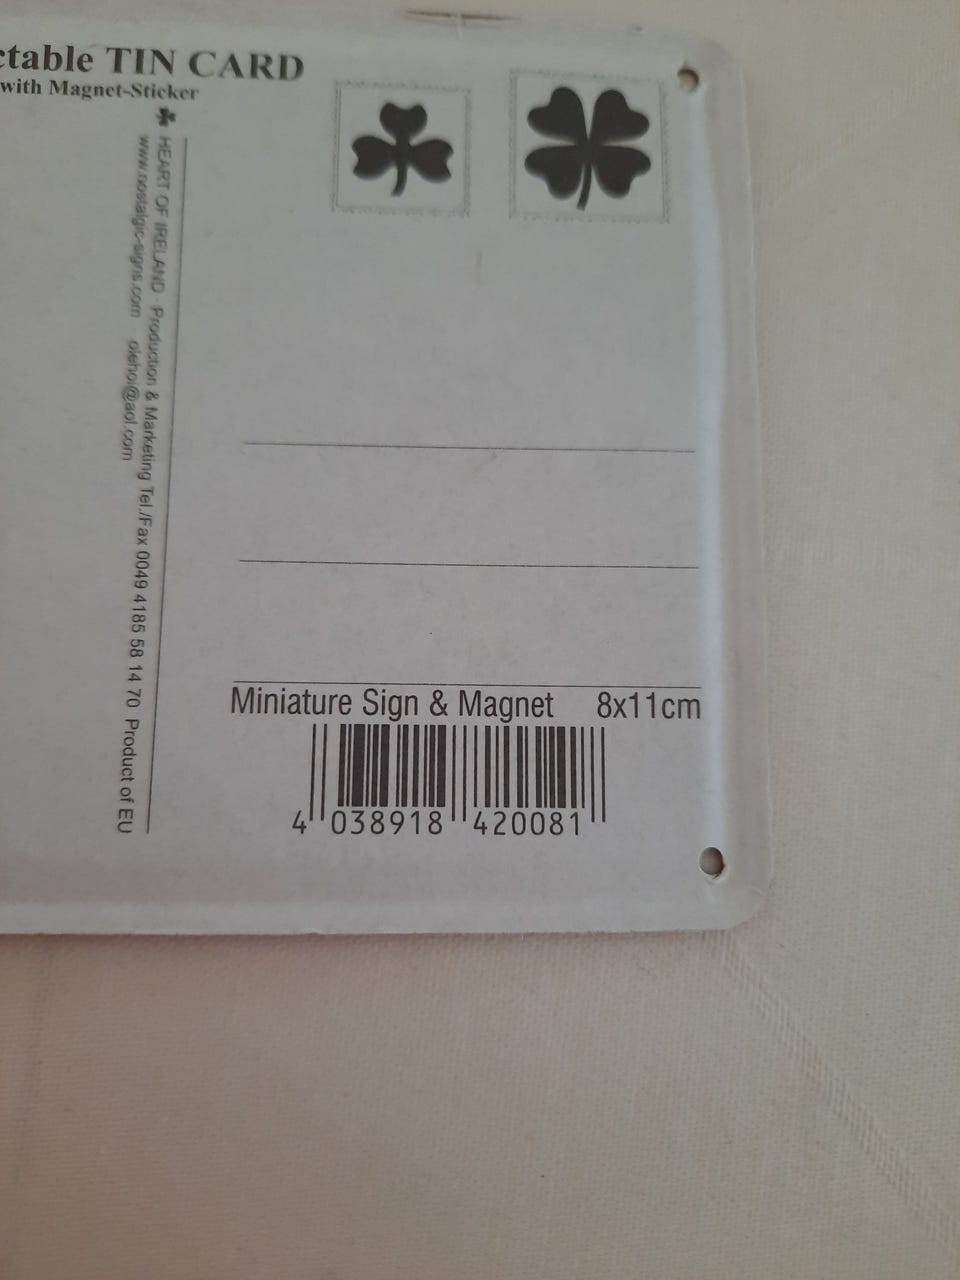 ctable TIN CARD
with Magnet-Sticker
HEART OF IRELAND · Production & Marketing Tel./Fax 0049 4185 58 14 70 Product of EU
www.nostalgic-signs.com olehol@aol.com
Miniature Sign & Magnet 8x11cm
4 038918 420081